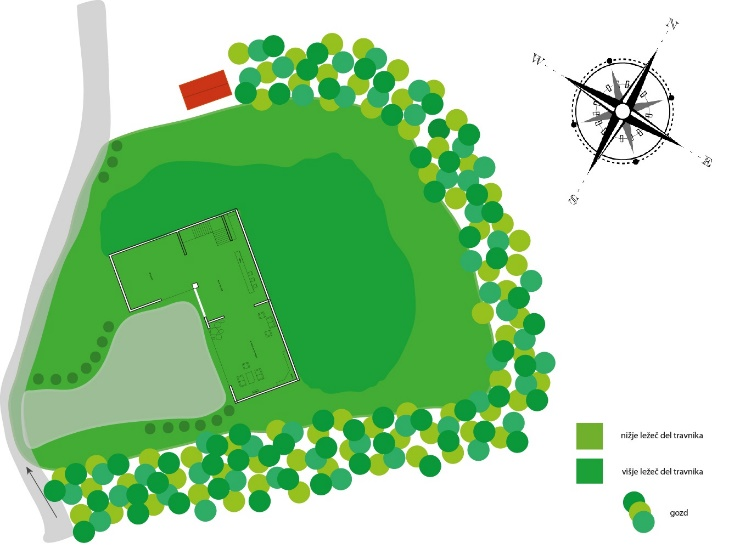 N
W
E
S
nižje ležeč del travnika
višje ležeč del travnika
gozd